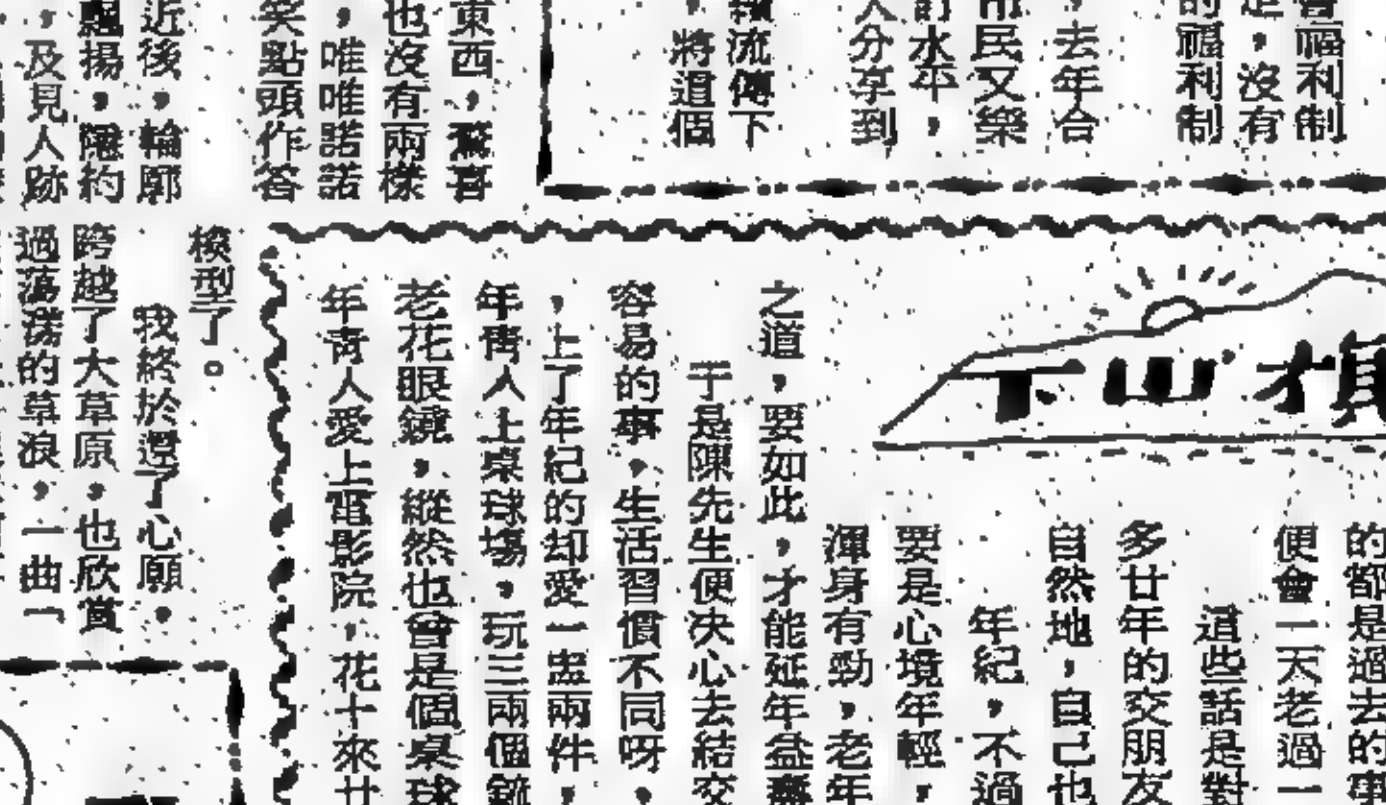 會福利制
是，沒有
的福利制
，去年合
市民又樂
訂水平，
人分享到
流傳下
，將這個
東西，驚喜
也沒有兩樣
，唯唯諾諾
笑點頭作答
近後，輪廓
飄揚，隱約
，及見人跡
旗山下
的都是過去的事
便會一天老過一
這些話是對
多廿年的交朋友
自然地，自己也
年紀，不過
要是心境年輕，
渾身有勁，老年
之道，要如此，才能延年益壽
于是陳先生便决心去結交
容易的事，生活習慣不同呀，
，上了年紀的却愛一盅兩件，
年青人上桌球塲，玩三兩個鐘
老花眼鏡，縱然也曾是個桌球
年青人愛上電影院，花十來廿
模型了。
我終於還了心願，
跨越了大草原，也欣賞
過蕩漾的草浪，一曲「